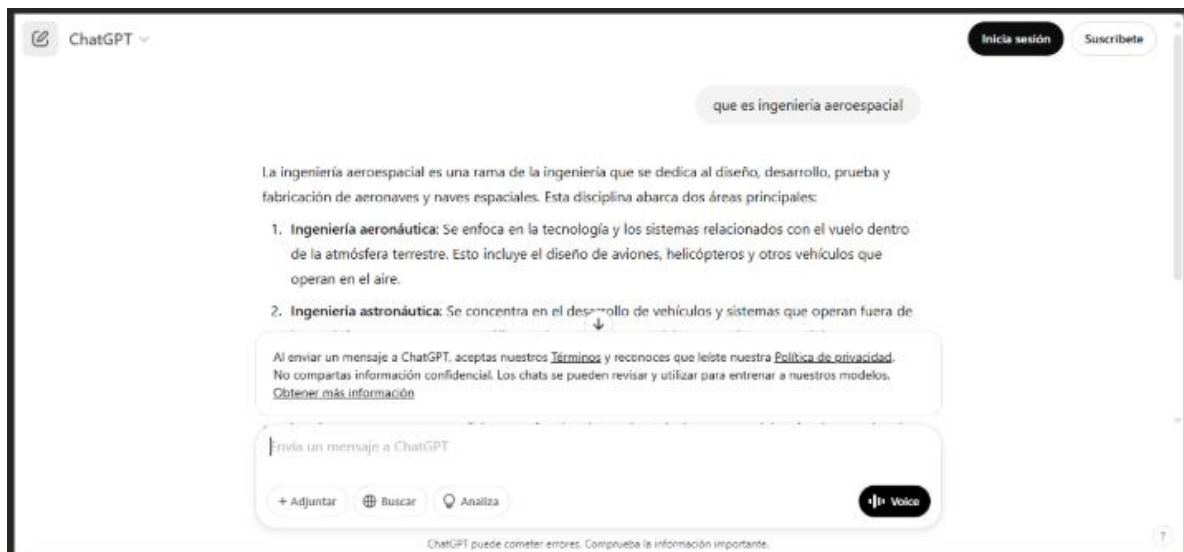 ChatGPT
Inicia sesión
Suscríbete
que es ingenieria aeroespacial
La ingeniería aeroespacial es una rama de la ingeniería que se dedica al diseño, desarrollo, prueba y
fabricación de aeronaves y naves espaciales. Esta disciplina abarca dos áreas principales:
1. Ingeniería aeronáutica: Se enfoca en la tecnología y los sistemas relacionados con el vuelo dentro
de la atmósfera terrestre. Esto incluye el diseño de aviones, helicópteros y otros vehículos que
operan en el aire.
2. Ingeniería astronáutica: Se concentra en el desarrollo de vehículos y sistemas que operan fuera de
Al enviar un mensaje a ChatGPT, aceptas nuestros Términos y reconoces que leíste nuestra Política de privacidad.
No compartas información confidencial. Los chats se pueden revisar y utilizar para entrenar a nuestros modelos.
Obtener más información
Envía un mensaje a ChatGPT
+ Adjuntar
Buscar
Analiza
Voice
ChatGPT puede cometer errores. Comprueba la información importante.
?